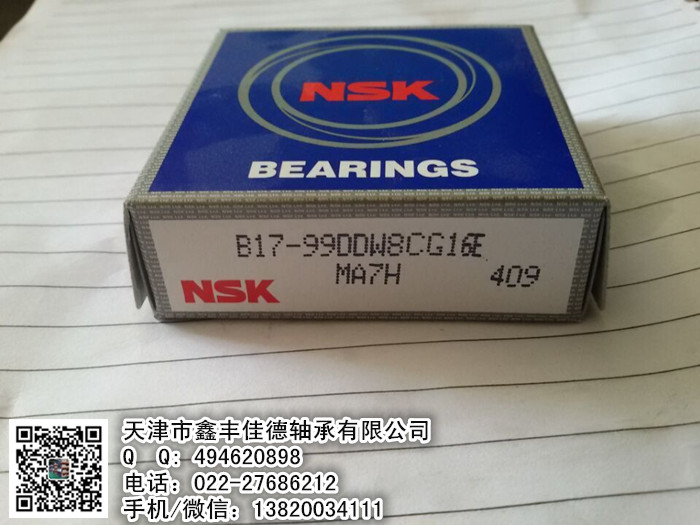 NSK
BEARINGS
B17-99DDW8CG16E
MA7H 409
NSK
天津市鑫丰佳德轴承有限公司
Q Q: 494620898
电话: 022-27686212
手机/微信: 13820034111